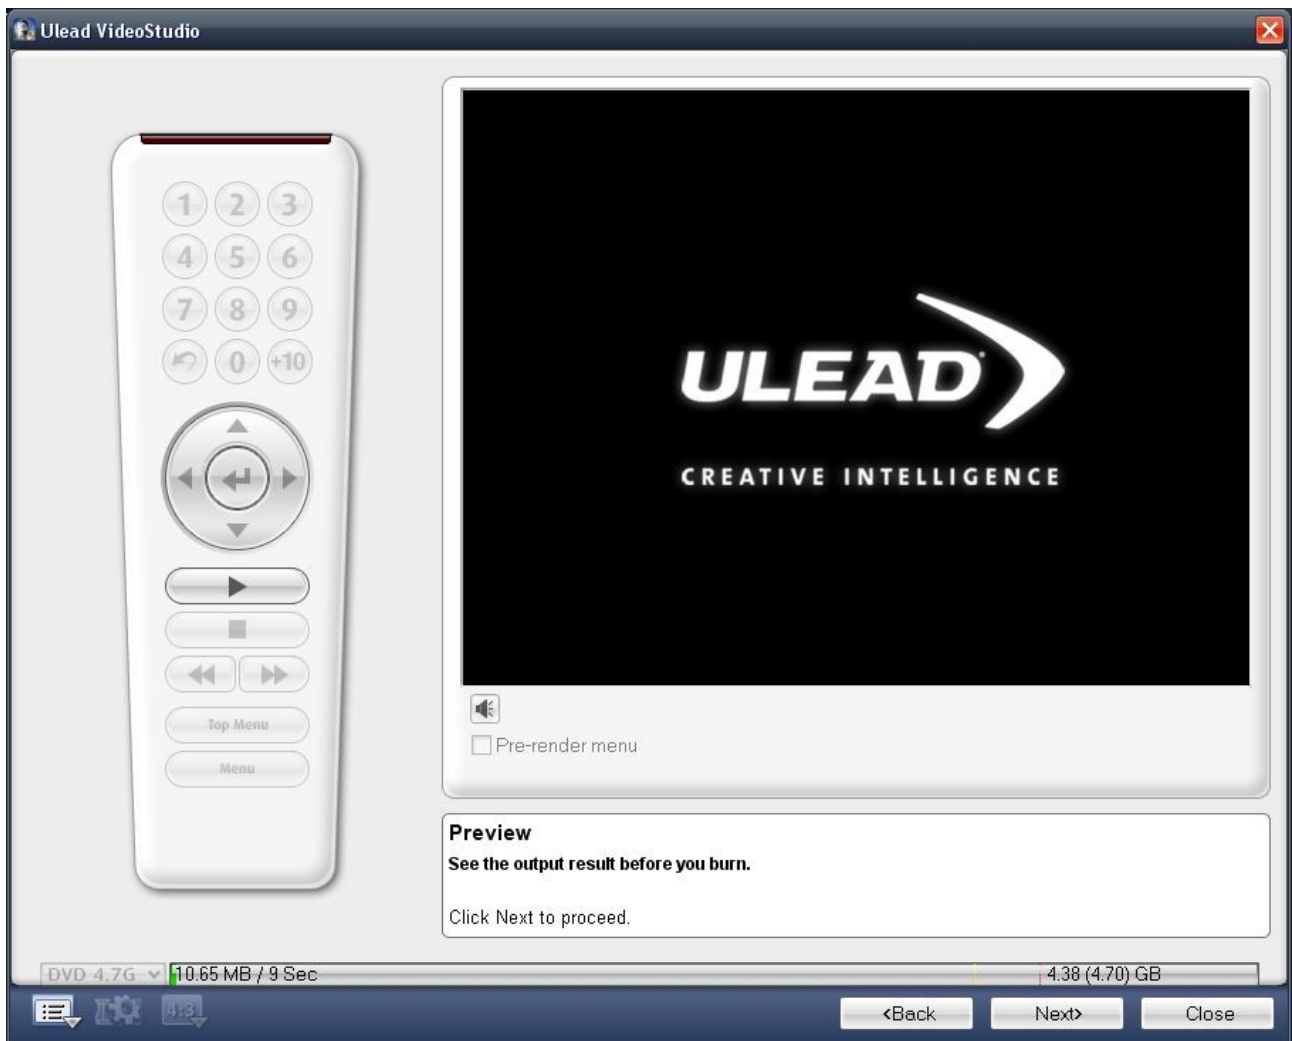 Ulead VideoStudio
1 2 3
4 5 6
7 8 9
0 +10
Top Menu
Menu
ULEAD
CREATIVE INTELLIGENCE
Pre-render menu
Preview
See the output result before you burn.
Click Next to proceed.
DVD 4.7G 10.65 MB / 9 Sec 4.38 (4.70) GB
4:3
<Back Next> Close